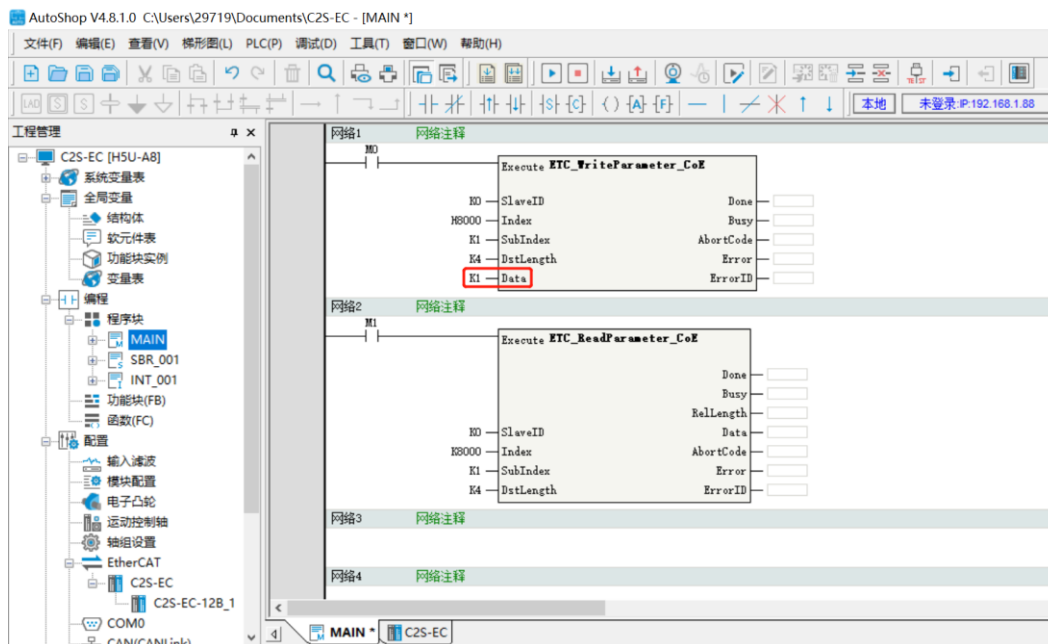 AutoShop V4.8.1.0 C:\Users\29719\Documents\C2S-EC - [MAIN *]
文件(F) 编辑(E) 查看(V) 梯形图(L) PLC(P) 调试(D) 工具(T) 窗口(W) 帮助(H)
本地 未登录:IP:192.168.1.88
工程管理
C2S-EC [H5U-A8]
系统变量表
全局变量
结构体
软元件表
功能块实例
变量表
编程
程序块
MAIN
SBR_001
INT_001
功能块(FB)
函数(FC)
配置
输入滤波
模块配置
电子凸轮
运动控制轴
轴组设置
EtherCAT
C2S-EC
C2S-EC-12B_1
COM0
CAN(CANLink)
网络1 网络注释
M0
Execute ETC_WriteParameter_CoE
K0 SlaveID Done
H8000 Index Busy
K1 SubIndex AbortCode
K4 DstLength Error
K1 Data ErrorID
网络2 网络注释
M1
Execute ETC_ReadParameter_CoE
Done
Busy
RelLength
K0 SlaveID Data
K8000 Index AbortCode
K1 SubIndex Error
K4 DstLength ErrorID
网络3 网络注释
网络4 网络注释
MAIN * C2S-EC